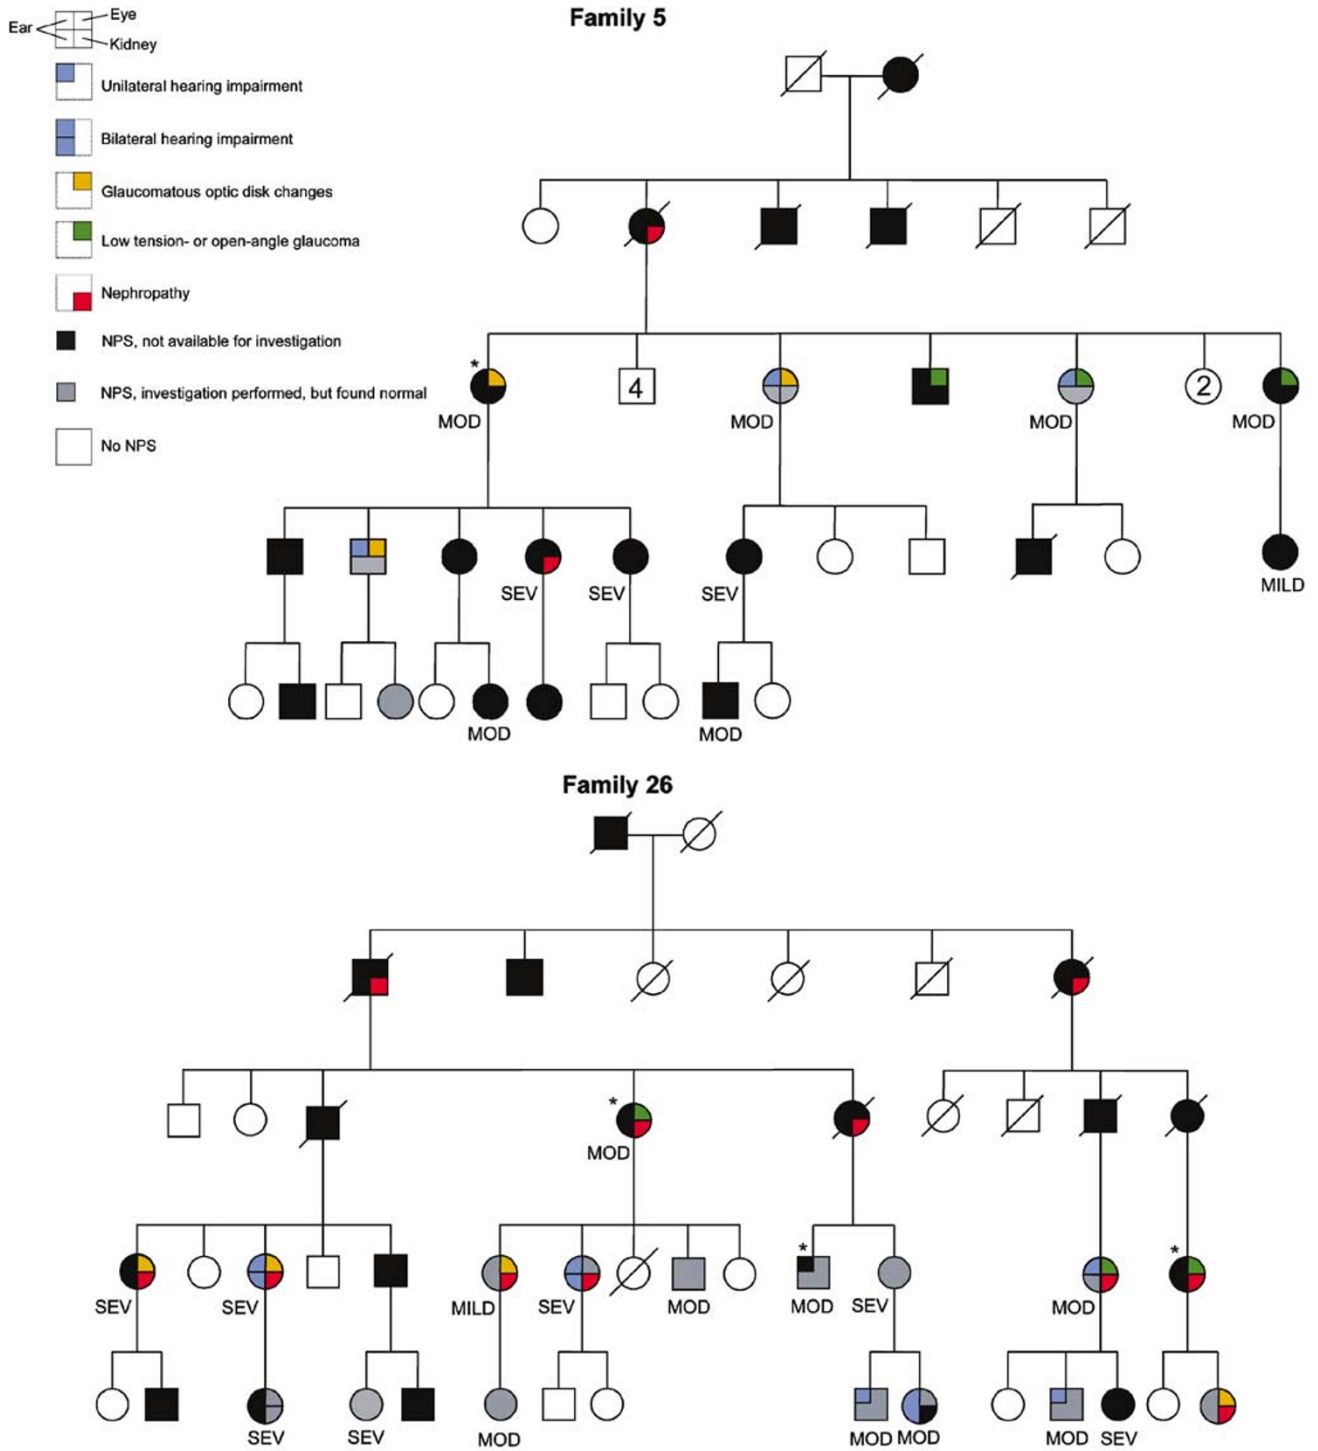 Family 5
Ear
Eye
Kidney
Unilateral hearing impairment
Bilateral hearing impairment
Glaucomatous optic disk changes
Low tension- or open-angle glaucoma
Nephropathy
NPS, not available for investigation
NPS, investigation performed, but found normal
No NPS
* 4 2
MOD MOD MOD MOD
SEV SEV SEV MILD
MOD MOD
Family 26
*
MOD
* *
SEV SEV MILD SEV MOD MOD SEV MOD
SEV SEV MOD MOD MOD MOD SEV